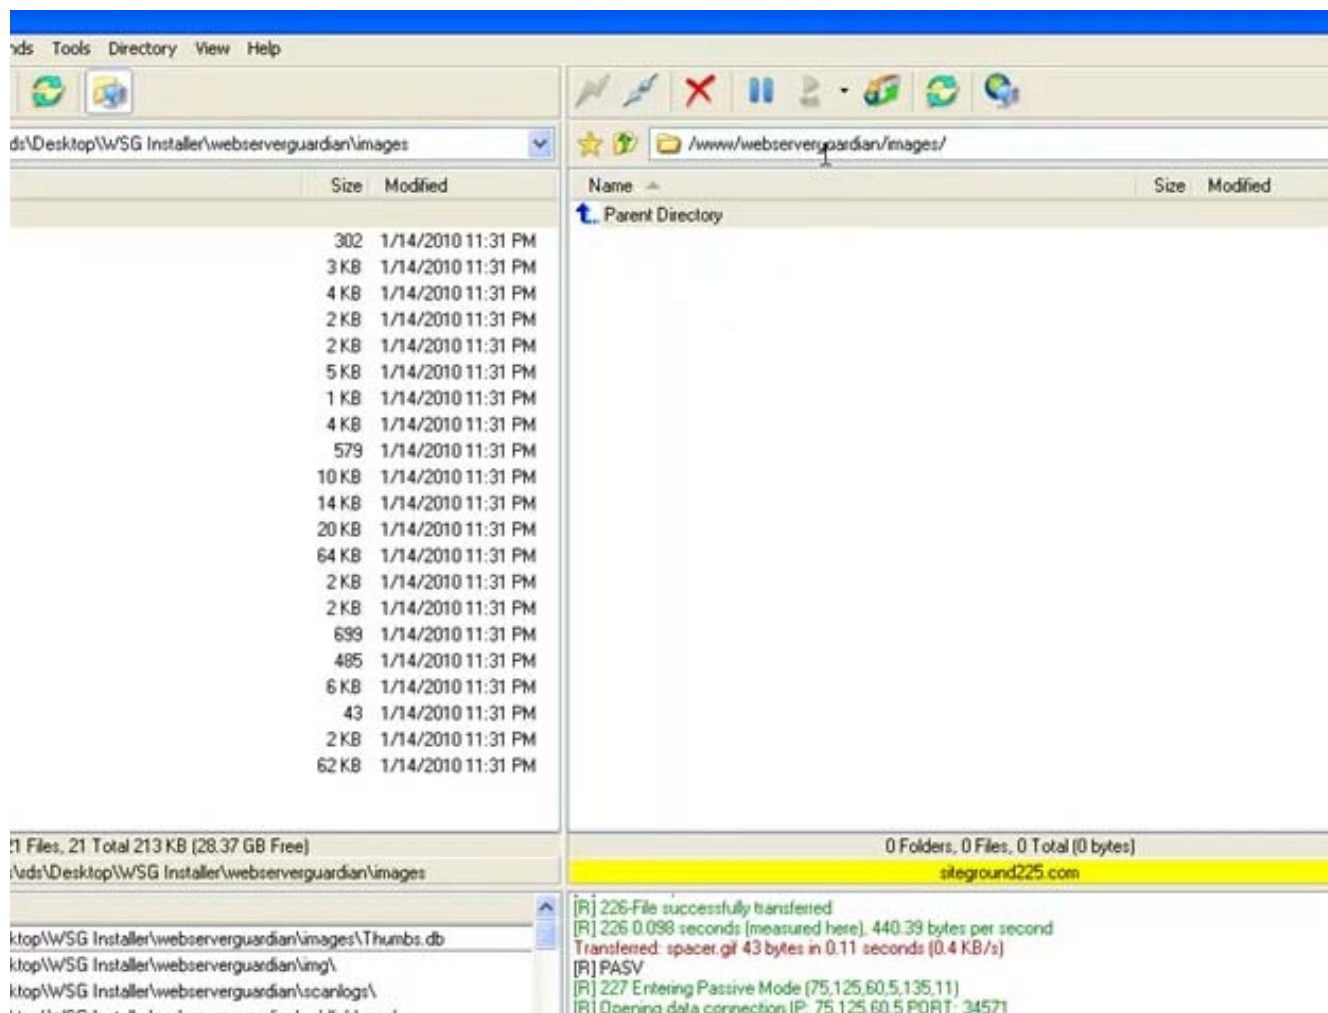 Tools Directory View Help
ds\Desktop\WSG Installer\webserverguardian\images
/www/webserverguardian/images/
Size Modified
Name Size Modified
Parent Directory
302 1/14/2010 11:31 PM
3 KB 1/14/2010 11:31 PM
4 KB 1/14/2010 11:31 PM
2 KB 1/14/2010 11:31 PM
2 KB 1/14/2010 11:31 PM
5 KB 1/14/2010 11:31 PM
1 KB 1/14/2010 11:31 PM
4 KB 1/14/2010 11:31 PM
579 1/14/2010 11:31 PM
10 KB 1/14/2010 11:31 PM
14 KB 1/14/2010 11:31 PM
20 KB 1/14/2010 11:31 PM
64 KB 1/14/2010 11:31 PM
2 KB 1/14/2010 11:31 PM
2 KB 1/14/2010 11:31 PM
699 1/14/2010 11:31 PM
485 1/14/2010 11:31 PM
6 KB 1/14/2010 11:31 PM
43 1/14/2010 11:31 PM
2 KB 1/14/2010 11:31 PM
62 KB 1/14/2010 11:31 PM
21 Files, 21 Total 213 KB (28.37 GB Free)
0 Folders, 0 Files, 0 Total (0 bytes)
\rds\Desktop\WSG Installer\webserverguardian\images
siteground225.com
ktop\WSG Installer\webserverguardian\images\Thumbs.db
ktop\WSG Installer\webserverguardian\img\
ktop\WSG Installer\webserverguardian\scanlogs\
[R] 226-File successfully transferred
[R] 226 0.098 seconds (measured here), 440.39 bytes per second
Transferred: spacer.gif 43 bytes in 0.11 seconds (0.4 KB/s)
[R] PASV
[R] 227 Entering Passive Mode (75,125,60,5,135,11)
[R] Opening data connection IP: 75.125.60.5 PORT: 34571